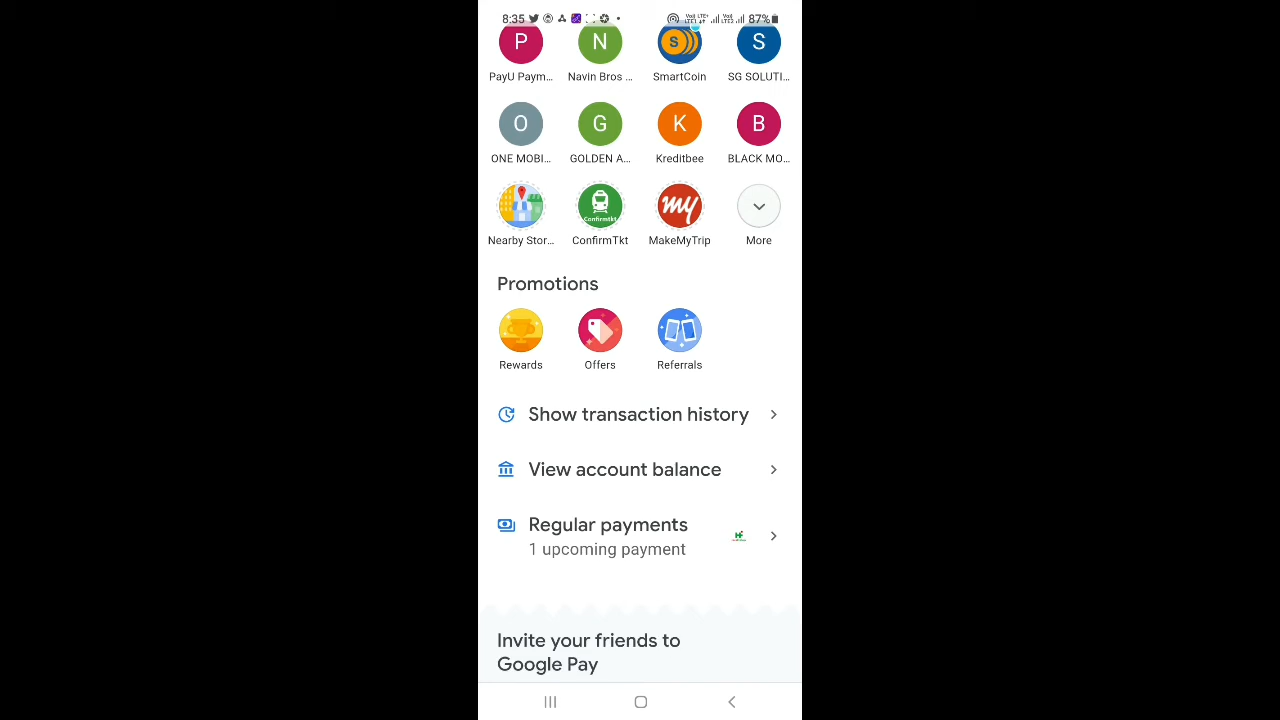 8:35 87%
P N S S
PayU Paym... Navin Bros ... SmartCoin SG SOLUTI...
O G K B
ONE MOBI... GOLDEN A... Kreditbee BLACK MO...
Confirmtkt my
Nearby Stor... ConfirmTkt MakeMyTrip More
Promotions
Rewards Offers Referrals
Show transaction history
View account balance
Regular payments
1 upcoming payment
Invite your friends to
Google Pay